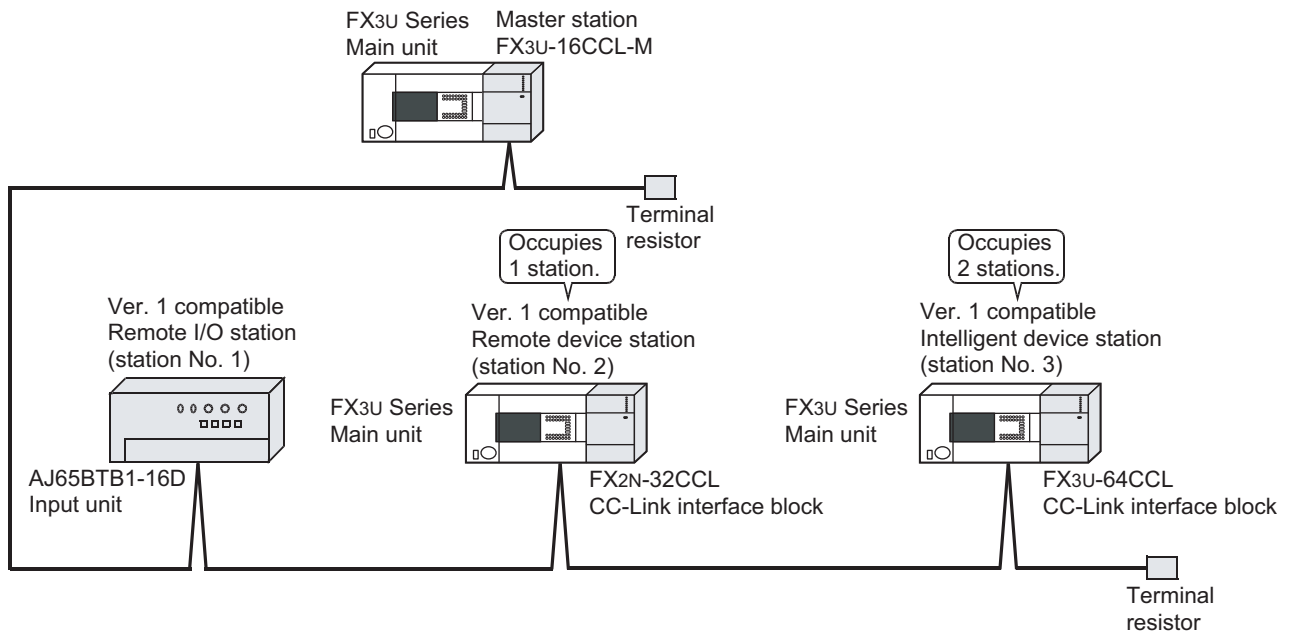 FX3U Series
Main unit
Master station
FX3U-16CCL-M
Terminal
resistor
Occupies
1 station.
Occupies
2 stations.
Ver. 1 compatible
Remote I/O station
(station No. 1)
Ver. 1 compatible
Remote device station
(station No. 2)
Ver. 1 compatible
Intelligent device station
(station No. 3)
FX3U Series
Main unit
FX3U Series
Main unit
AJ65BTB1-16D
Input unit
FX2N-32CCL
CC-Link interface block
FX3U-64CCL
CC-Link interface block
Terminal
resistor